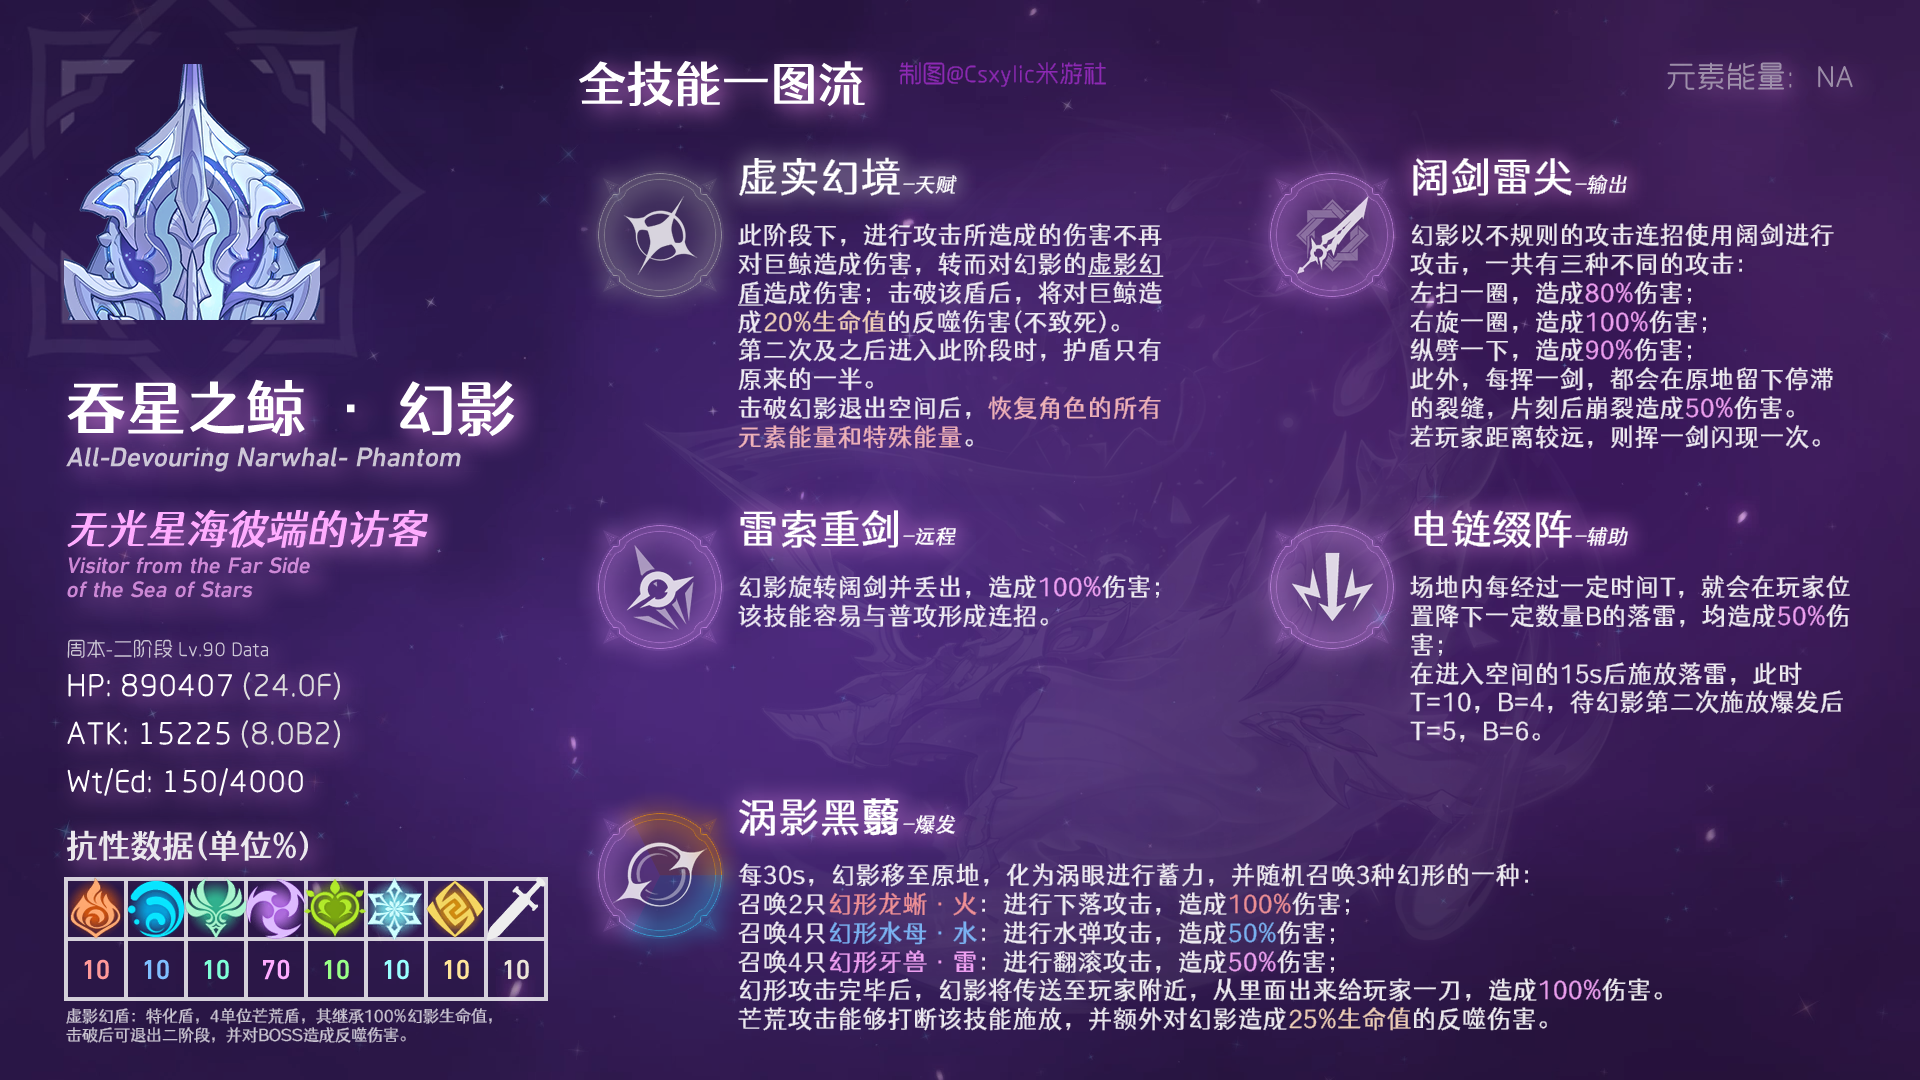 全技能一图流
制图@Csxylic米游社
元素能量: NA
吞星之鲸 · 幻影
All-Devouring Narwhal- Phantom
无光星海彼端的访客
Visitor from the Far Side
of the Sea of Stars
周本-二阶段 Lv.90 Data
HP: 890407 (24.0F)
ATK: 15225 (8.0B2)
Wt/Ed: 150/4000
抗性数据(单位%)
10 10 10 70 10 10 10 10
虚影幻盾：特化盾，4单位芒荒盾，其继承100%幻影生命值，
击破后可退出二阶段，并对BOSS造成反噬伤害。
虚实幻境-天赋
此阶段下，进行攻击所造成的伤害不再
对巨鲸造成伤害，转而对幻影的虚影幻
盾造成伤害；击破该盾后，将对巨鲸造
成20%生命值的反噬伤害(不致死)。
第二次及之后进入此阶段时，护盾只有
原来的一半。
击破幻影退出空间后，恢复角色的所有
元素能量和特殊能量。
阔剑雷尖-输出
幻影以不规则的攻击连招使用阔剑进行
攻击，一共有三种不同的攻击：
左扫一圈，造成80%伤害；
右旋一圈，造成100%伤害；
纵劈一下，造成90%伤害；
此外，每挥一剑，都会在原地留下停滞
的裂缝，片刻后崩裂造成50%伤害。
若玩家距离较远，则挥一剑闪现一次。
雷索重剑-远程
幻影旋转阔剑并丢出，造成100%伤害；
该技能容易与普攻形成连招。
电链缀阵-辅助
场地内每经过一定时间T，就会在玩家位
置降下一定数量B的落雷，均造成50%伤
害；
在进入空间的15s后施放落雷，此时
T=10，B=4，待幻影第二次施放爆发后
T=5，B=6。
涡影黑翳-爆发
每30s，幻影移至原地，化为涡眼进行蓄力，并随机召唤3种幻形的一种：
召唤2只幻形龙蜥 · 火：进行下落攻击，造成100%伤害；
召唤4只幻形水母 · 水：进行水弹攻击，造成50%伤害；
召唤4只幻形牙兽 · 雷：进行翻滚攻击，造成50%伤害；
幻形攻击完毕后，幻影将传送至玩家附近，从里面出来给玩家一刀，造成100%伤害。
芒荒攻击能够打断该技能施放，并额外对幻影造成25%生命值的反噬伤害。